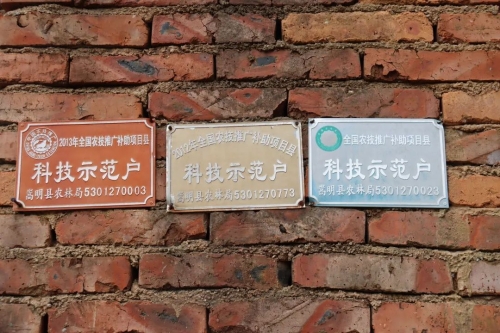 2013年全国农技推广补助项目县
科技示范户
嵩明县农林局5301270003
2012年全国农技推广补助项目县
科技示范户
嵩明县农林局5301270773
全国农技推广补助项目县
科技示范户
嵩明县农林局5301270023